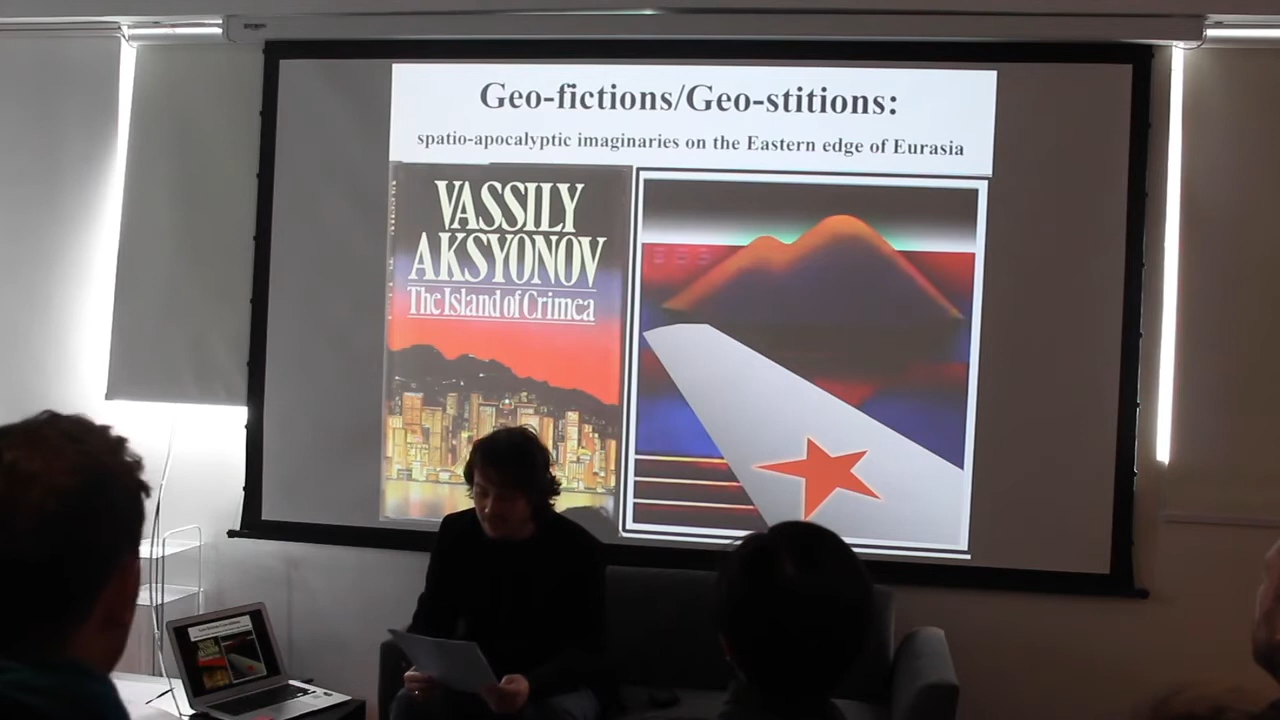 Geo-fictions/Geo-stitions:
spatio-apocalyptic imaginaries on the Eastern edge of Eurasia
VASSILY
AKSYONOV
The Island of Crimea